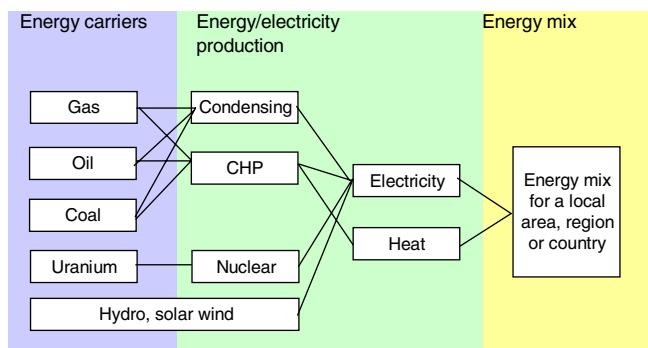 Energy carriers
Energy/electricity
production
Energy mix
Gas
Condensing
Oil
CHP
Coal
Electricity
Heat
Uranium
Nuclear
Hydro, solar wind
Energy mix
for a local
area, region
or country